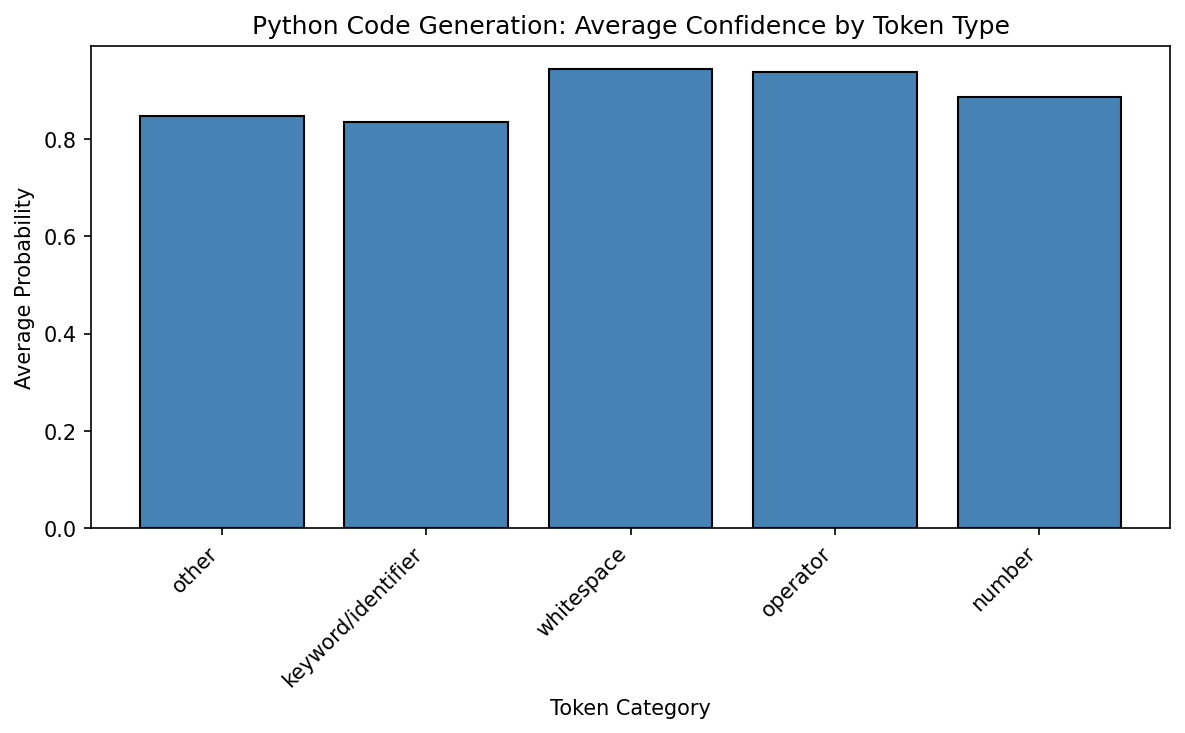 Python Code Generation: Average Confidence by Token Type
Average Probability
0.8
0.6
0.4
0.2
0.0
other
keyword/identifier
whitespace
operator
number
Token Category